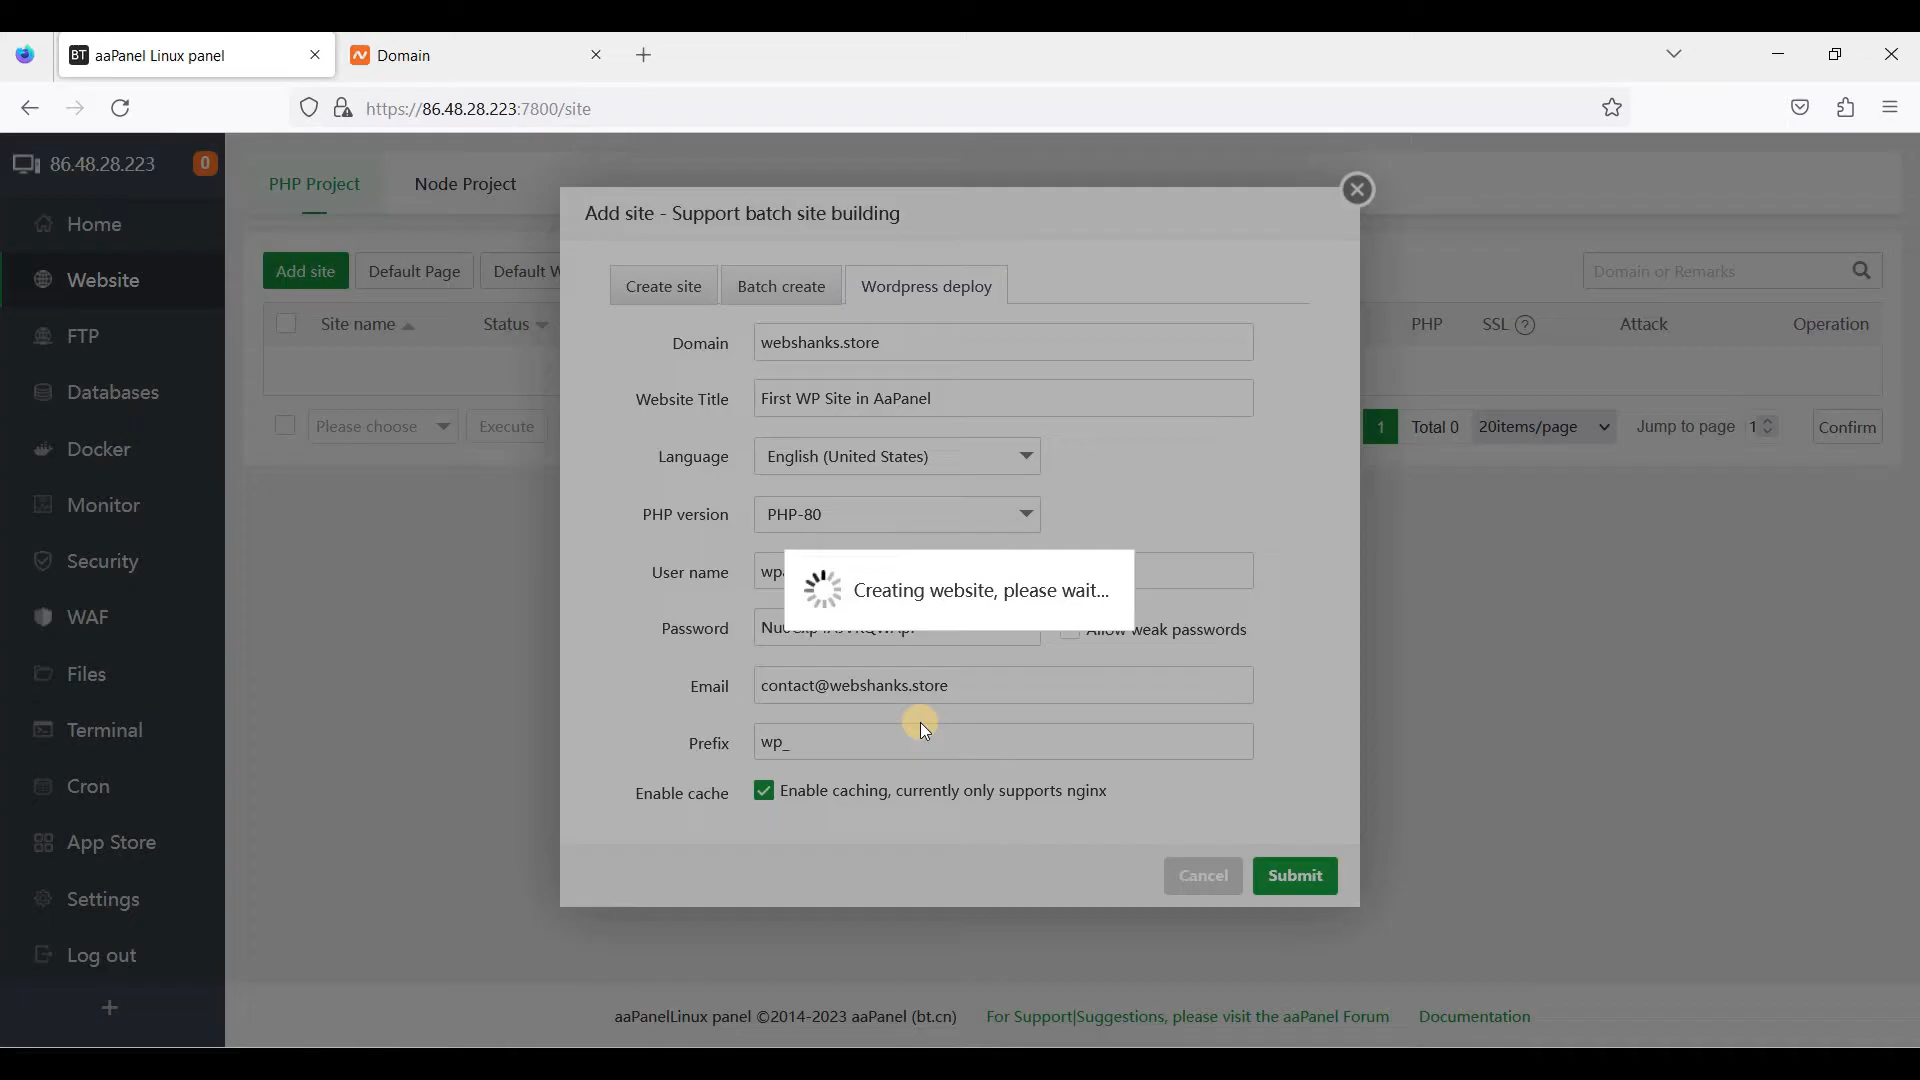 BT aaPanel Linux panel
Domain
https://86.48.28.223:7800/site
86.48.28.223
0
Home
Website
FTP
Databases
Docker
Monitor
Security
WAF
Files
Terminal
Cron
App Store
Settings
Log out
PHP Project
Node Project
Add site
Default Page
Default W
Domain or Remarks
Site name
Status
PHP
SSL ?
Attack
Operation
Please choose
Execute
1
Total 0
20items/page
Jump to page
1
Confirm
Add site - Support batch site building
Create site
Batch create
Wordpress deploy
Domain
webshanks.store
Website Title
First WP Site in AaPanel
Language
English (United States)
PHP version
PHP-80
User name
Creating website, please wait...
Password
Allow weak passwords
Email
contact@webshanks.store
Prefix
wp_
Enable cache
Enable caching, currently only supports nginx
Cancel
Submit
aaPanelLinux panel ©2014-2023 aaPanel (bt.cn)
For Support|Suggestions, please visit the aaPanel Forum
Documentation